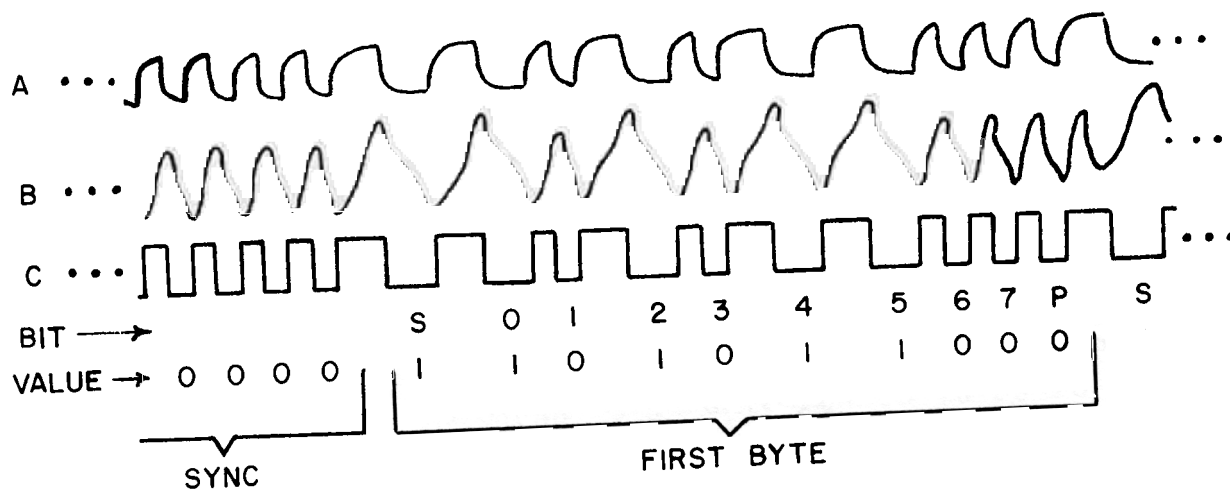 A • • • • • •
B • • • • • •
C • • • • • •
BIT → S 0 1 2 3 4 5 6 7 P S
VALUE → 0 0 0 0 1 1 0 1 0 1 1 0 0 0
SYNC FIRST BYTE